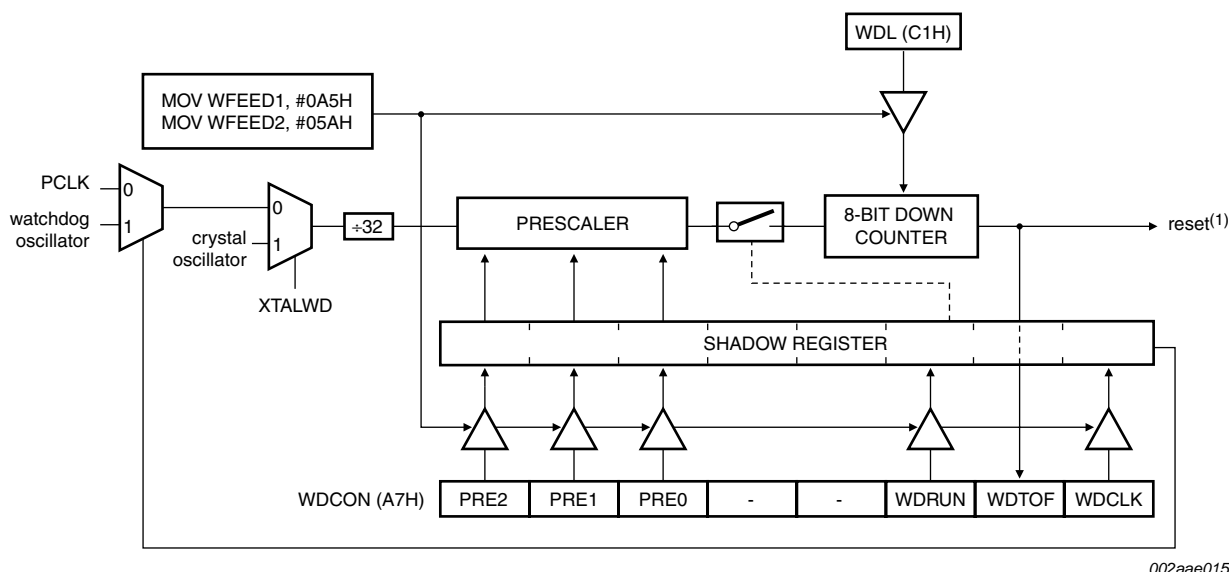 WDL (C1H)
MOV WFEED1, #0A5H
MOV WFEED2, #05AH
PCLK
0
watchdog
oscillator
1
0
crystal
oscillator
1
XTALWD
÷32
PRESCALER
8-BIT DOWN
COUNTER
reset(1)
SHADOW REGISTER
WDCON (A7H)
PRE2
PRE1
PRE0
-
-
WDRUN
WDTOF
WDCLK
002aae015